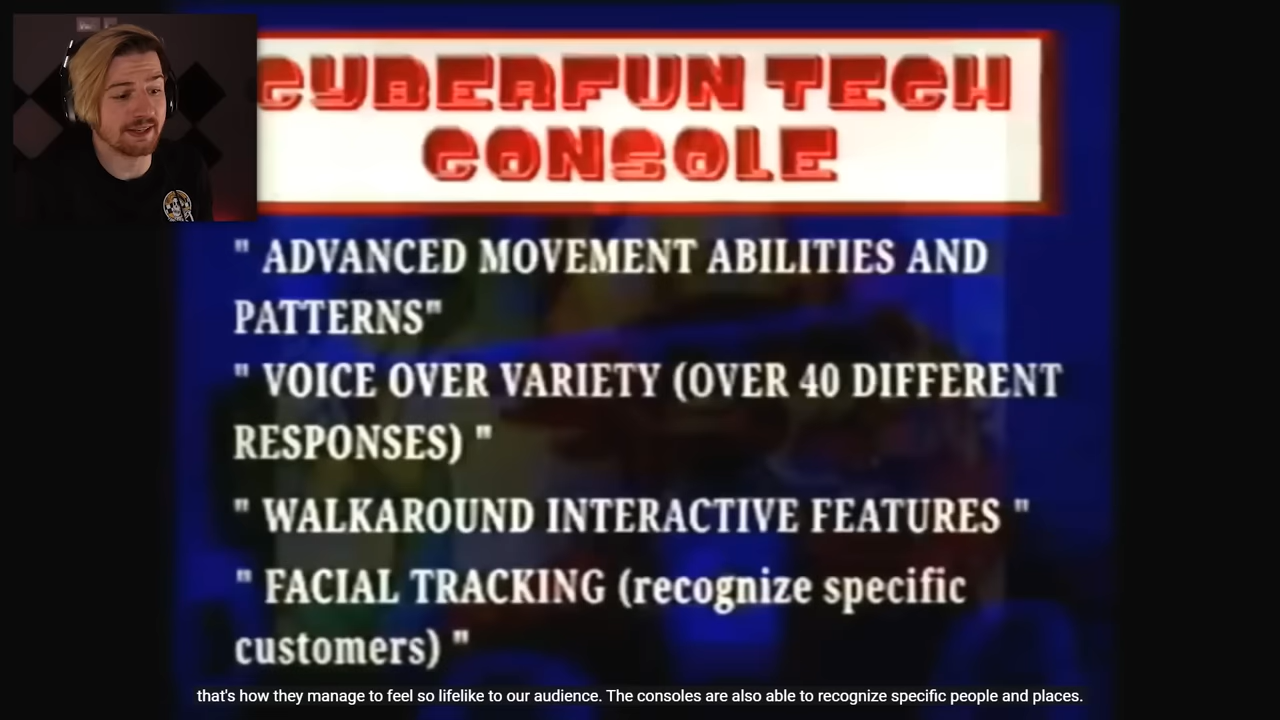 CYBERFUN TECH
CONSOLE
" ADVANCED MOVEMENT ABILITIES AND
PATTERNS"
" VOICE OVER VARIETY (OVER 40 DIFFERENT
RESPONSES) "
" WALKAROUND INTERACTIVE FEATURES "
" FACIAL TRACKING (recognize specific
customers) "
that's how they manage to feel so lifelike to our audience. The consoles are also able to recognize specific people and places.